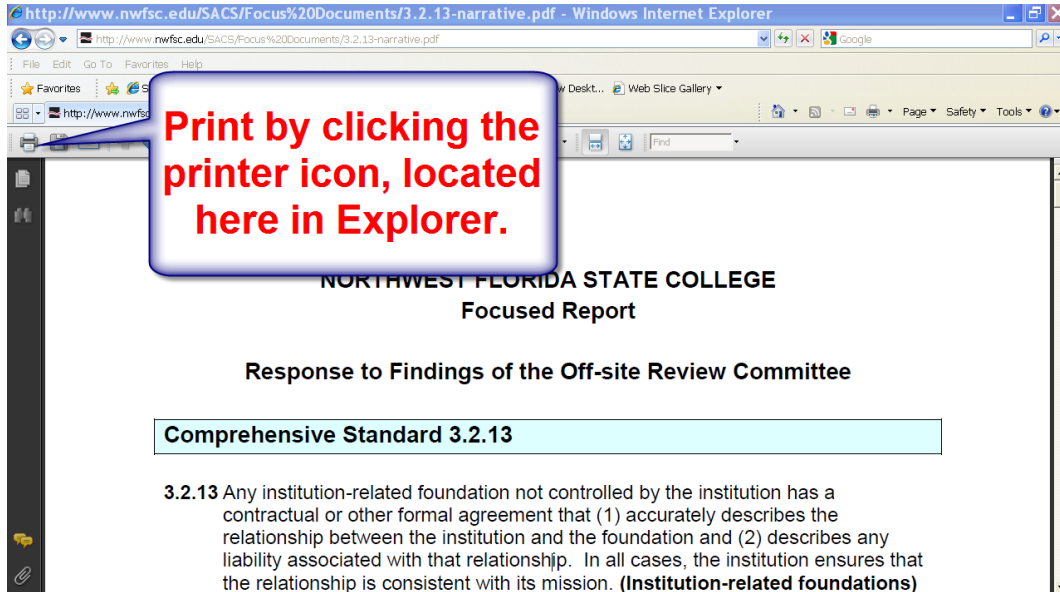 http://www.nwfsc.edu/SACS/Focus%20Documents/3.2.13-narrative.pdf - Windows Internet Explorer
http://www.nwfsc.edu/SACS/Focus%20Documents/3.2.13-narrative.pdf
Google
File Edit Go To Favorites Help
Favorites S
w Deskt... Web Slice Gallery
http://www.nwfsc
Page Safety Tools
Find
Print by clicking the
printer icon, located
here in Explorer.
NORTHWEST FLORIDA STATE COLLEGE
Focused Report
Response to Findings of the Off-site Review Committee
Comprehensive Standard 3.2.13
3.2.13 Any institution-related foundation not controlled by the institution has a
contractual or other formal agreement that (1) accurately describes the
relationship between the institution and the foundation and (2) describes any
liability associated with that relationship. In all cases, the institution ensures that
the relationship is consistent with its mission. (Institution-related foundations)